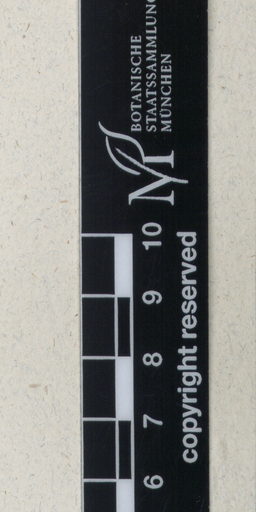 BOTANISCHE
STAATSSAMMLUNG
MÜNCHEN
M
10
9
8
7
6
copyright reserved